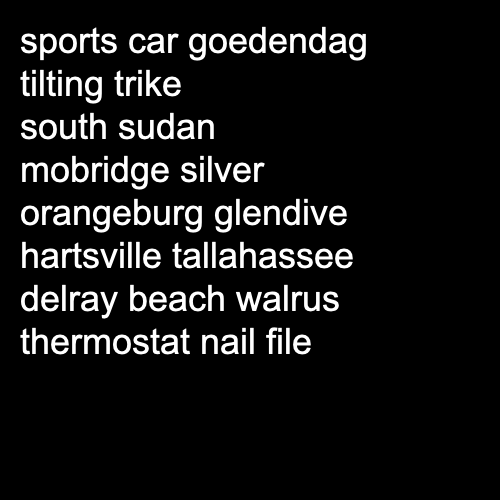 sports car goedendag
tilting trike
south sudan
mobridge silver
orangeburg glendive
hartsville tallahassee
delray beach walrus
thermostat nail file